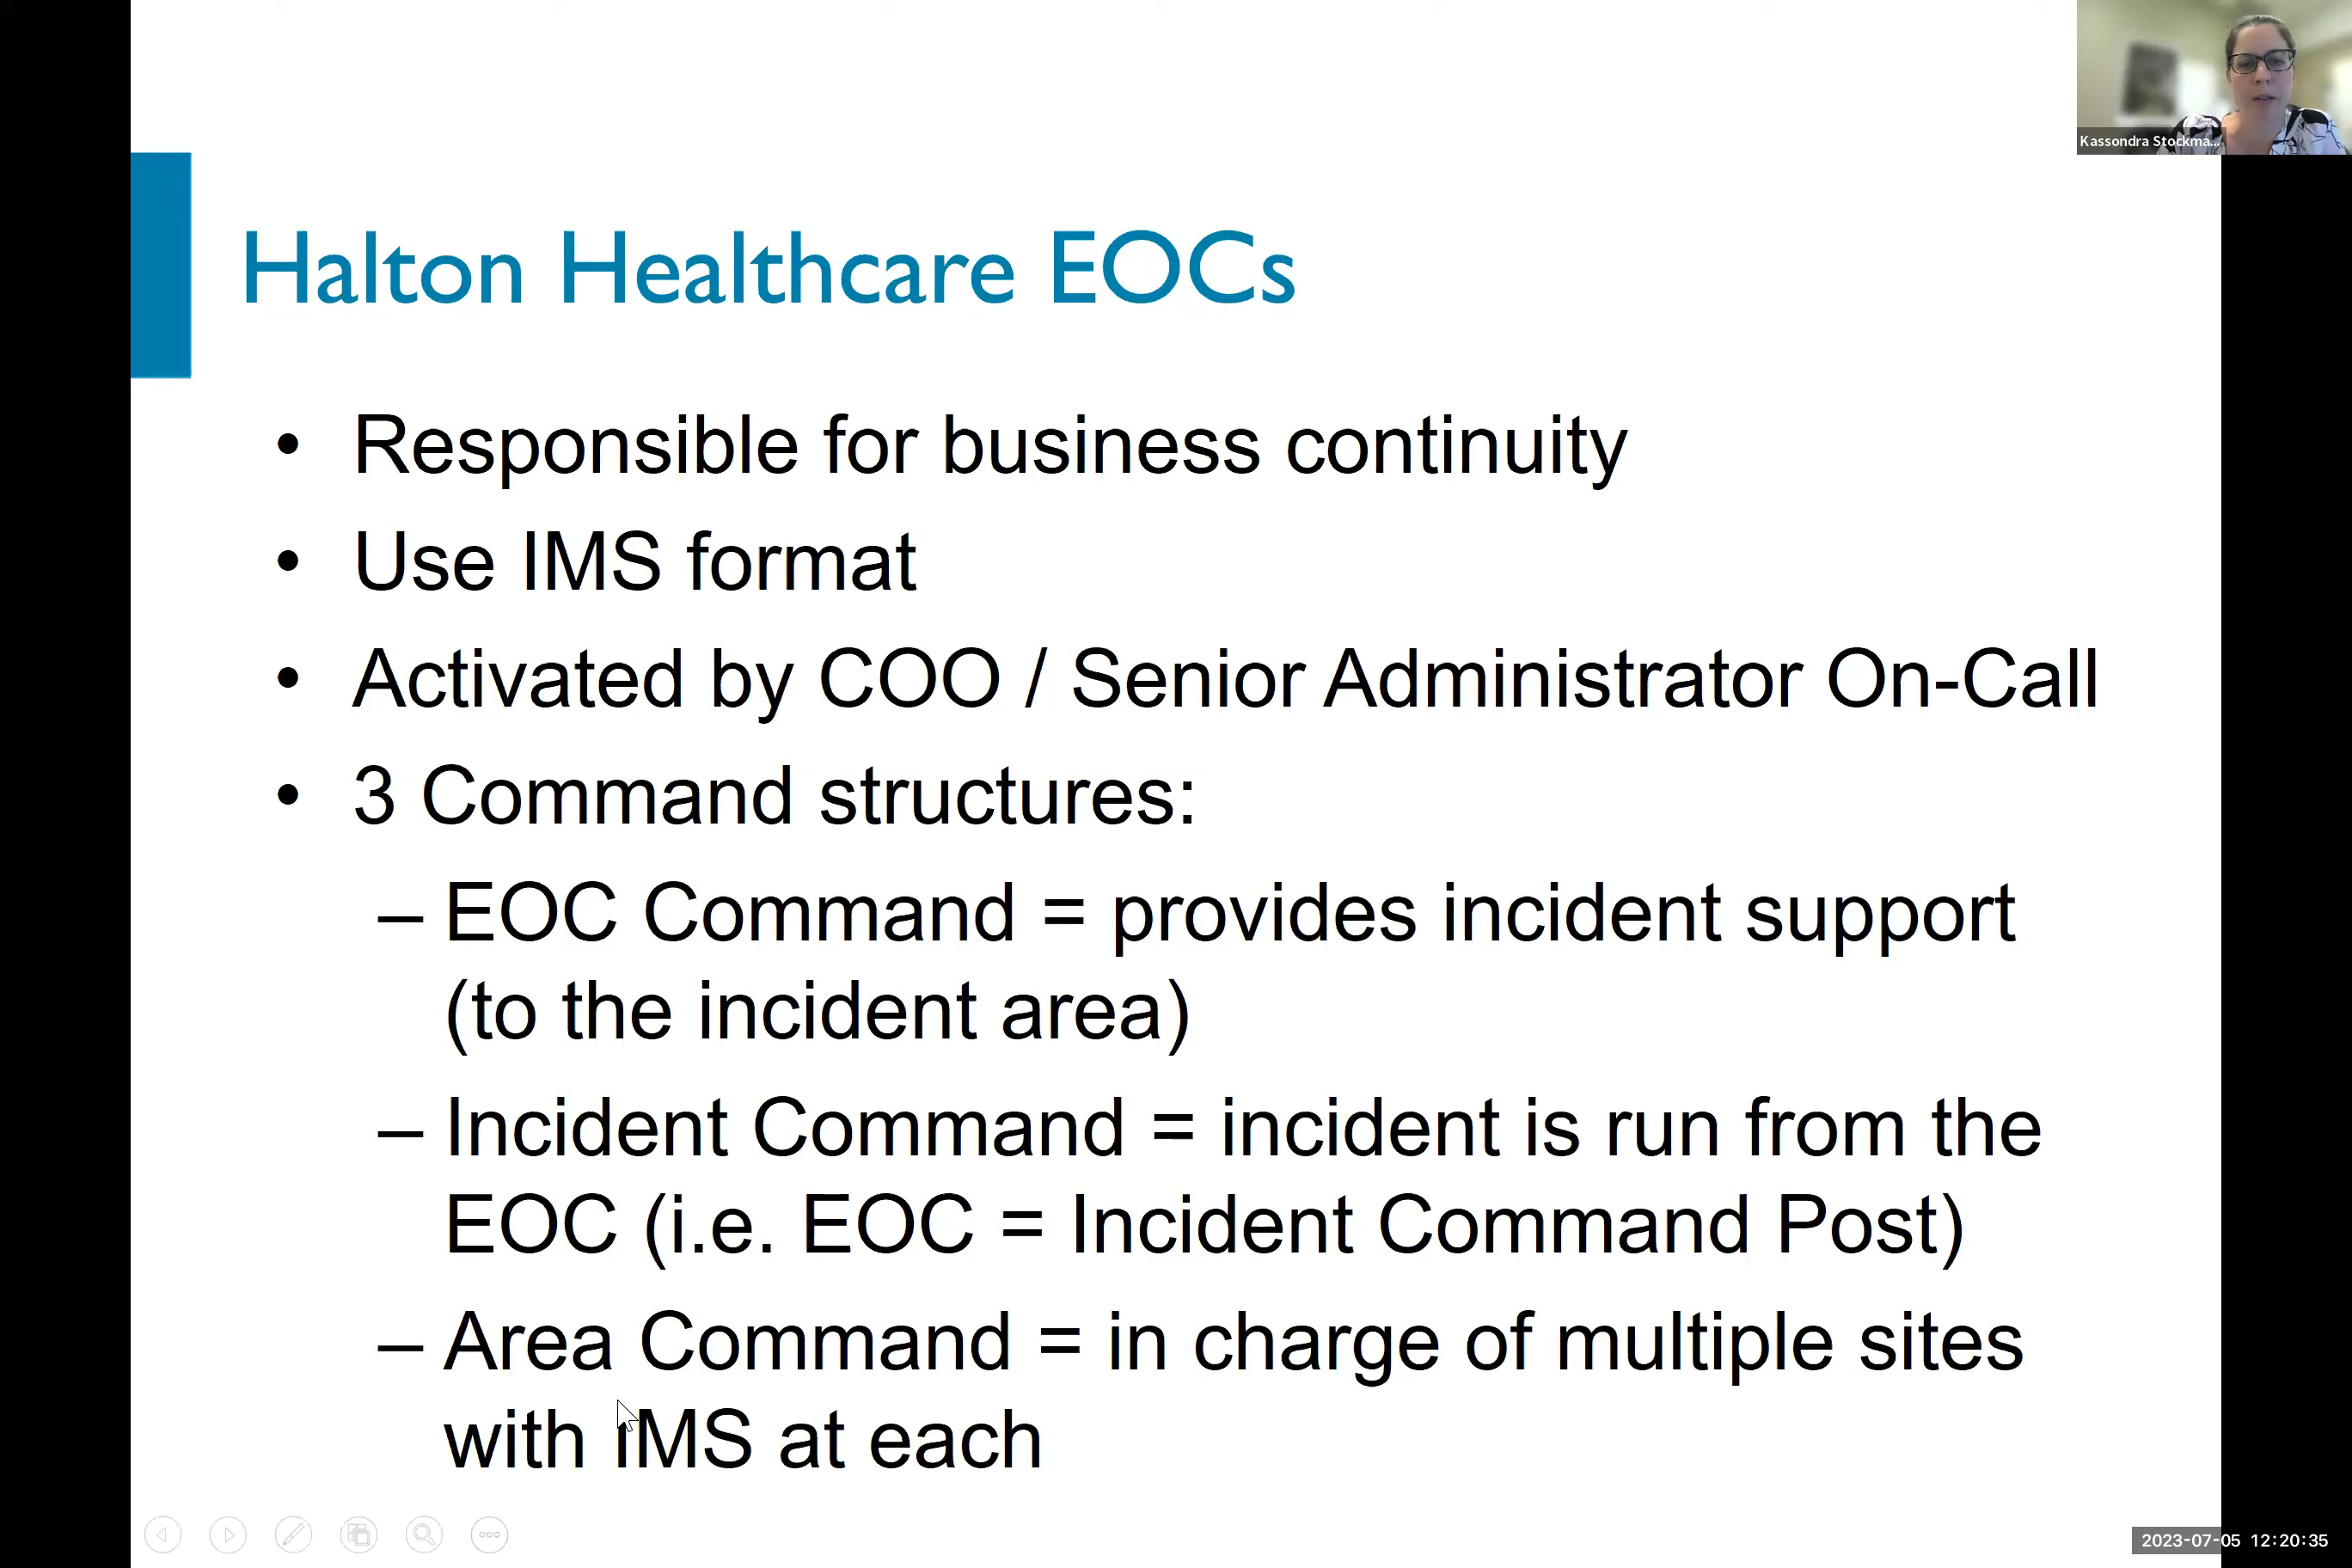 Kassondra Stockma...
Halton Healthcare EOCs
• Responsible for business continuity
• Use IMS format
• Activated by COO / Senior Administrator On-Call
• 3 Command structures:
– EOC Command = provides incident support
(to the incident area)
– Incident Command = incident is run from the
EOC (i.e. EOC = Incident Command Post)
– Area Command = in charge of multiple sites
with IMS at each
2023-07-05 12:20:35